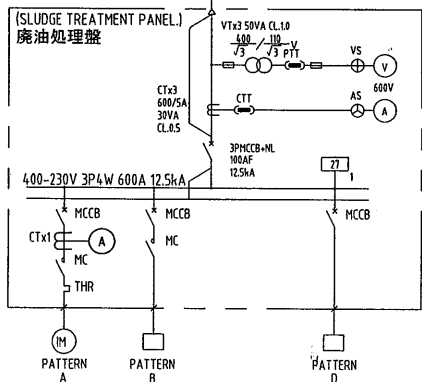 (SLUDGE TREATMENT PANEL.)
廃油処理盤
VTx3 50VA CL.1.0
400/√3 / 110/√3 V
PTT
VS
V
600V
CTx3
600/5A
30VA
CL.0.5
CTT
AS
A
3PMCCB+NL
100AF
12.5kA
27
1
400-230V 3P4W 600A 12.5kA
MCCB
MCCB
MCCB
CTx1
A
MC
MC
THR
IM
PATTERN
A
PATTERN
B
PATTERN
D